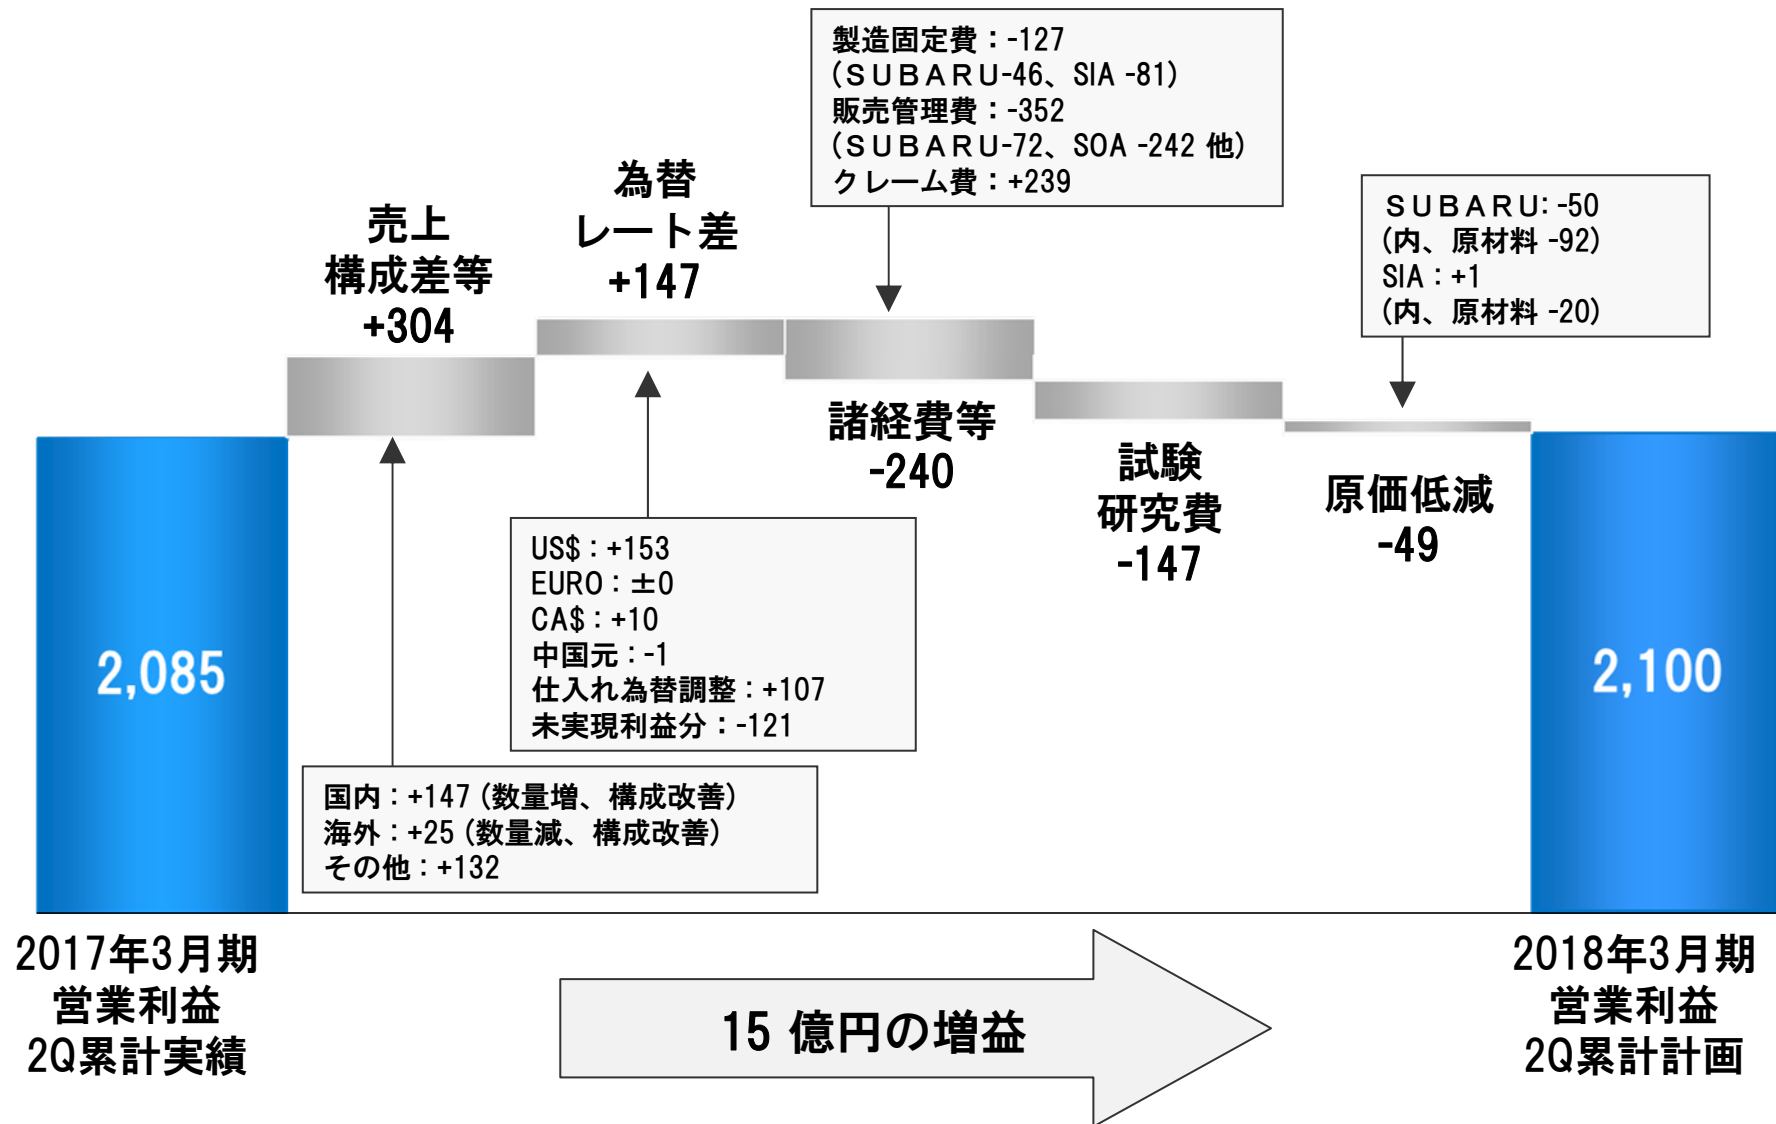 製造固定費：-127
(ＳＵＢＡＲＵ-46、SIA -81)
販売管理費：-352
(ＳＵＢＡＲＵ-72、SOA -242 他)
クレーム費：+239
為替
レート差
+147
売上
構成差等
+304
ＳＵＢＡＲＵ: -50
(内、原材料 -92)
SIA：+1
(内、原材料 -20)
諸経費等
-240
試験
研究費
-147
原価低減
-49
US$：+153
EURO：±0
CA$：+10
中国元：-1
仕入れ為替調整：+107
未実現利益分：-121
2,085
2,100
国内：+147 (数量増、構成改善)
海外：+25 (数量減、構成改善)
その他：+132
2017年3月期
営業利益
2Q累計実績
15 億円の増益
2018年3月期
営業利益
2Q累計計画